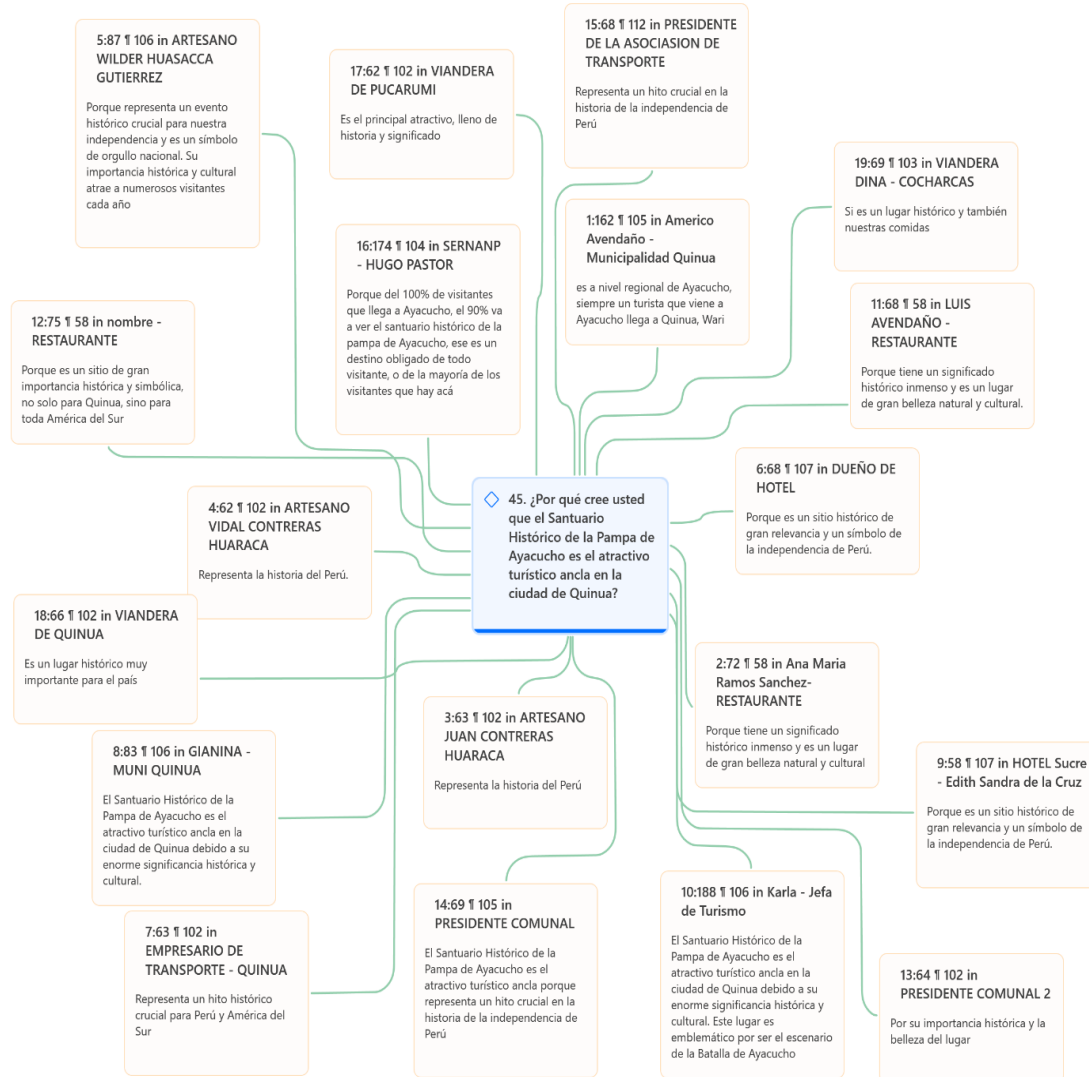 5:87 ¶ 106 in ARTESANO
WILDER HUASACCA
GUTIERREZ
Porque representa un evento
histórico crucial para nuestra
independencia y es un símbolo
de orgullo nacional. Su
importancia histórica y cultural
atrae a numerosos visitantes
cada año
17:62 ¶ 102 in VIANDERA
DE PUCARUMI
Es el principal atractivo, lleno de
historia y significado
15:68 ¶ 112 in PRESIDENTE
DE LA ASOCIASION DE
TRANSPORTE
Representa un hito crucial en la
historia de la independencia de
Perú
19:69 ¶ 103 in VIANDERA
DINA - COCHARCAS
Si es un lugar histórico y también
nuestras comidas
16:174 ¶ 104 in SERNANP
- HUGO PASTOR
Porque del 100% de visitantes
que llega a Ayacucho, el 90% va
a ver el santuario histórico de la
pampa de Ayacucho, ese es un
destino obligado de todo
visitante, o de la mayoría de los
visitantes que hay acá
1:162 ¶ 105 in Americo
Avendaño -
Municipalidad Quinua
es a nivel regional de Ayacucho,
siempre un turista que viene a
Ayacucho llega a Quinua, Wari
11:68 ¶ 58 in LUIS
AVENDAÑO -
RESTAURANTE
Porque tiene un significado
histórico inmenso y es un lugar
de gran belleza natural y cultural.
12:75 ¶ 58 in nombre -
RESTAURANTE
Porque es un sitio de gran
importancia histórica y simbólica,
no solo para Quinua, sino para
toda América del Sur
6:68 ¶ 107 in DUEÑO DE
HOTEL
Porque es un sitio histórico de
gran relevancia y un símbolo de
la independencia de Perú.
45. ¿Por qué cree usted
que el Santuario
Histórico de la Pampa de
Ayacucho es el atractivo
turístico ancla en la
ciudad de Quinua?
4:62 ¶ 102 in ARTESANO
VIDAL CONTRERAS
HUARACA
Representa la historia del Perú.
18:66 ¶ 102 in VIANDERA
DE QUINUA
Es un lugar histórico muy
importante para el país
2:72 ¶ 58 in Ana Maria
Ramos Sanchez-
RESTAURANTE
Porque tiene un significado
histórico inmenso y es un lugar
de gran belleza natural y cultural
3:63 ¶ 102 in ARTESANO
JUAN CONTRERAS
HUARACA
Representa la historia del Perú
8:83 ¶ 106 in GIANINA -
MUNI QUINUA
El Santuario Histórico de la
Pampa de Ayacucho es el
atractivo turístico ancla en la
ciudad de Quinua debido a su
enorme significancia histórica y
cultural.
9:58 ¶ 107 in HOTEL Sucre
- Edith Sandra de la Cruz
Porque es un sitio histórico de
gran relevancia y un símbolo de
la independencia de Perú.
7:63 ¶ 102 in
EMPRESARIO DE
TRANSPORTE - QUINUA
Representa un hito histórico
crucial para Perú y América del
Sur
14:69 ¶ 105 in
PRESIDENTE COMUNAL
El Santuario Histórico de la
Pampa de Ayacucho es el
atractivo turístico ancla porque
representa un hito crucial en la
historia de la independencia de
Perú
10:188 ¶ 106 in Karla - Jefa
de Turismo
El Santuario Histórico de la
Pampa de Ayacucho es el
atractivo turístico ancla en la
ciudad de Quinua debido a su
enorme significancia histórica y
cultural. Este lugar es
emblemático por ser el escenario
de la Batalla de Ayacucho
13:64 ¶ 102 in
PRESIDENTE COMUNAL 2
Por su importancia histórica y la
belleza del lugar